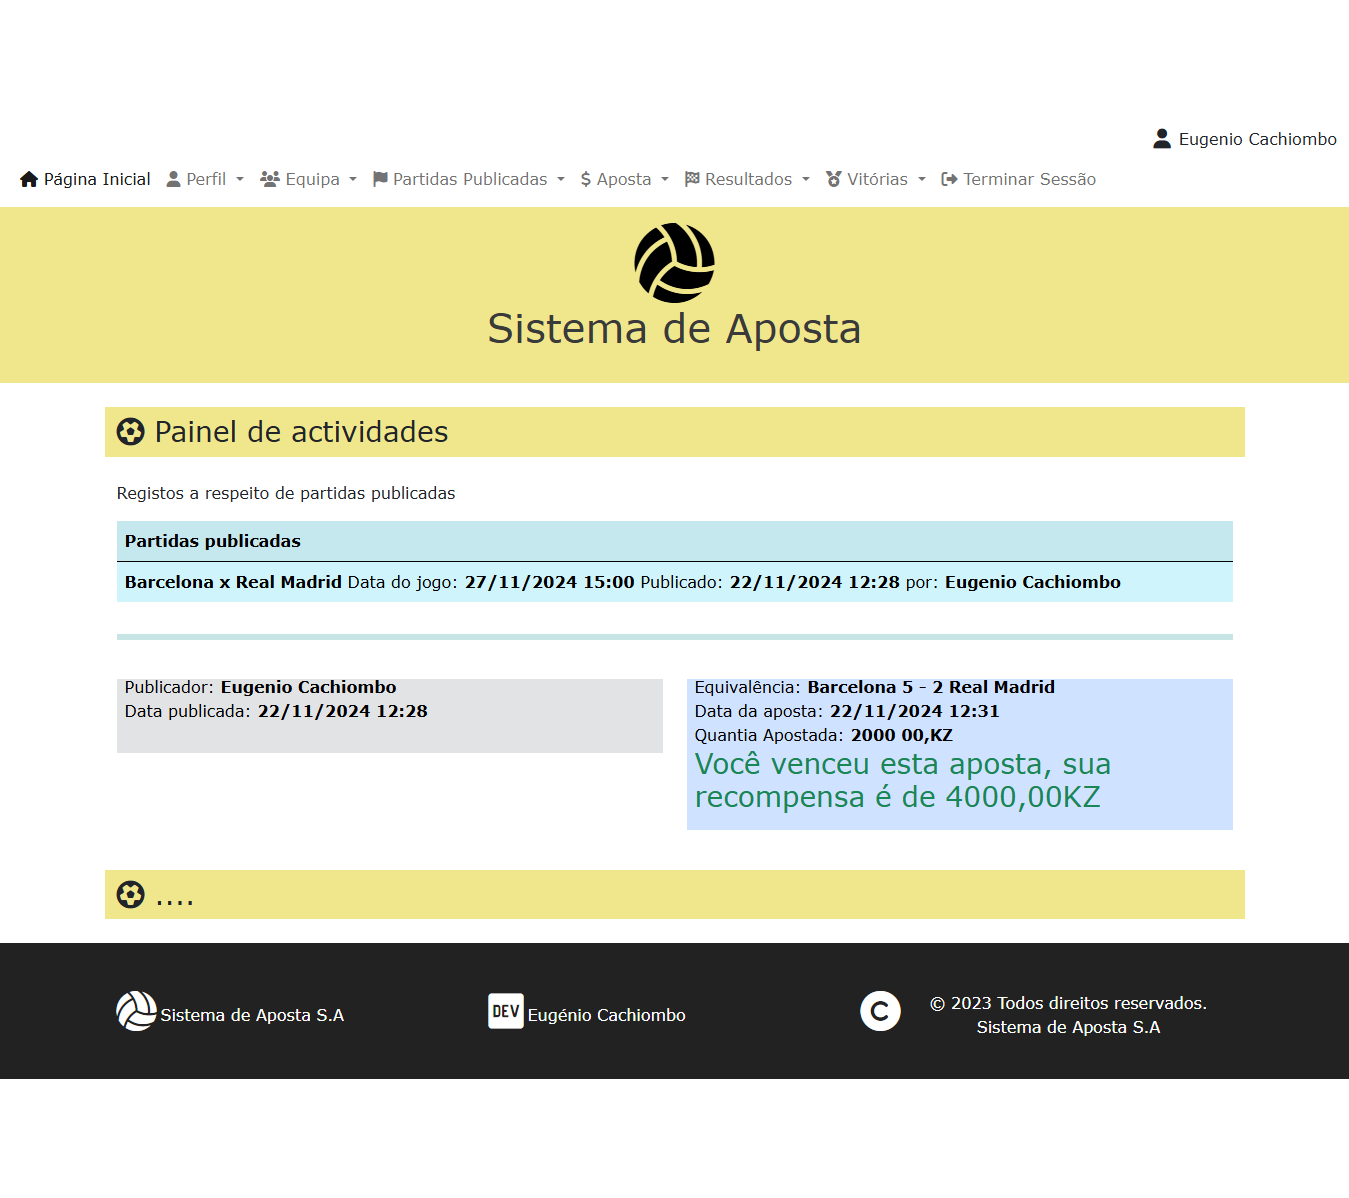 Eugenio Cachiombo
Página Inicial Perfil Equipa Partidas Publicadas Aposta Resultados Vitórias Terminar Sessão
Sistema de Aposta
Painel de actividades
Registos a respeito de partidas publicadas
Partidas publicadas
Barcelona x Real Madrid Data do jogo: 27/11/2024 15:00 Publicado: 22/11/2024 12:28 por: Eugenio Cachiombo
Publicador: Eugenio Cachiombo
Data publicada: 22/11/2024 12:28
Equivalência: Barcelona 5 - 2 Real Madrid
Data da aposta: 22/11/2024 12:31
Quantia Apostada: 2000 00,KZ
Você venceu esta aposta, sua
recompensa é de 4000,00KZ
....
Sistema de Aposta S.A
DEV Eugénio Cachiombo
© 2023 Todos direitos reservados.
Sistema de Aposta S.A